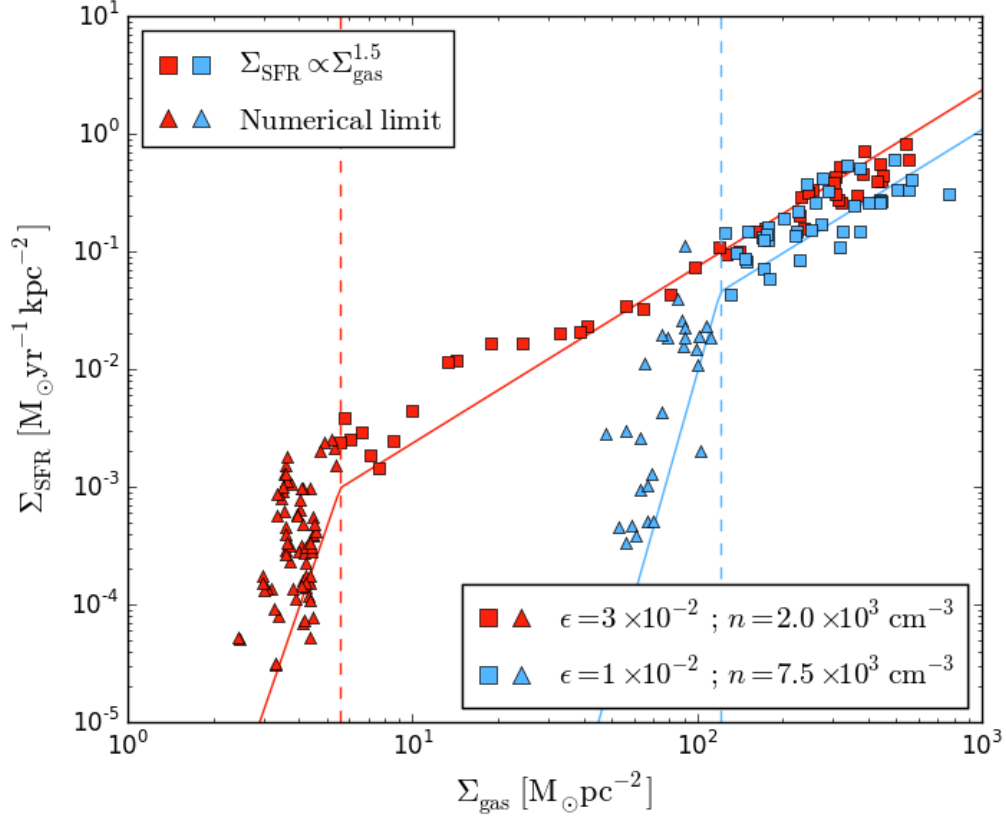 10^1
10^0
10^-1
10^-2
10^-3
10^-4
10^-5
Σ_SFR [M_⊙yr^-1kpc^-2]
Σ_SFR ∝ Σ_gas^1.5
Numerical limit
ϵ=3 ×10^-2 ; n=2.0 ×10^3 cm^-3
ϵ=1 ×10^-2 ; n=7.5 ×10^3 cm^-3
10^0 10^1 10^2 10^3
Σ_gas [M_⊙pc^-2]